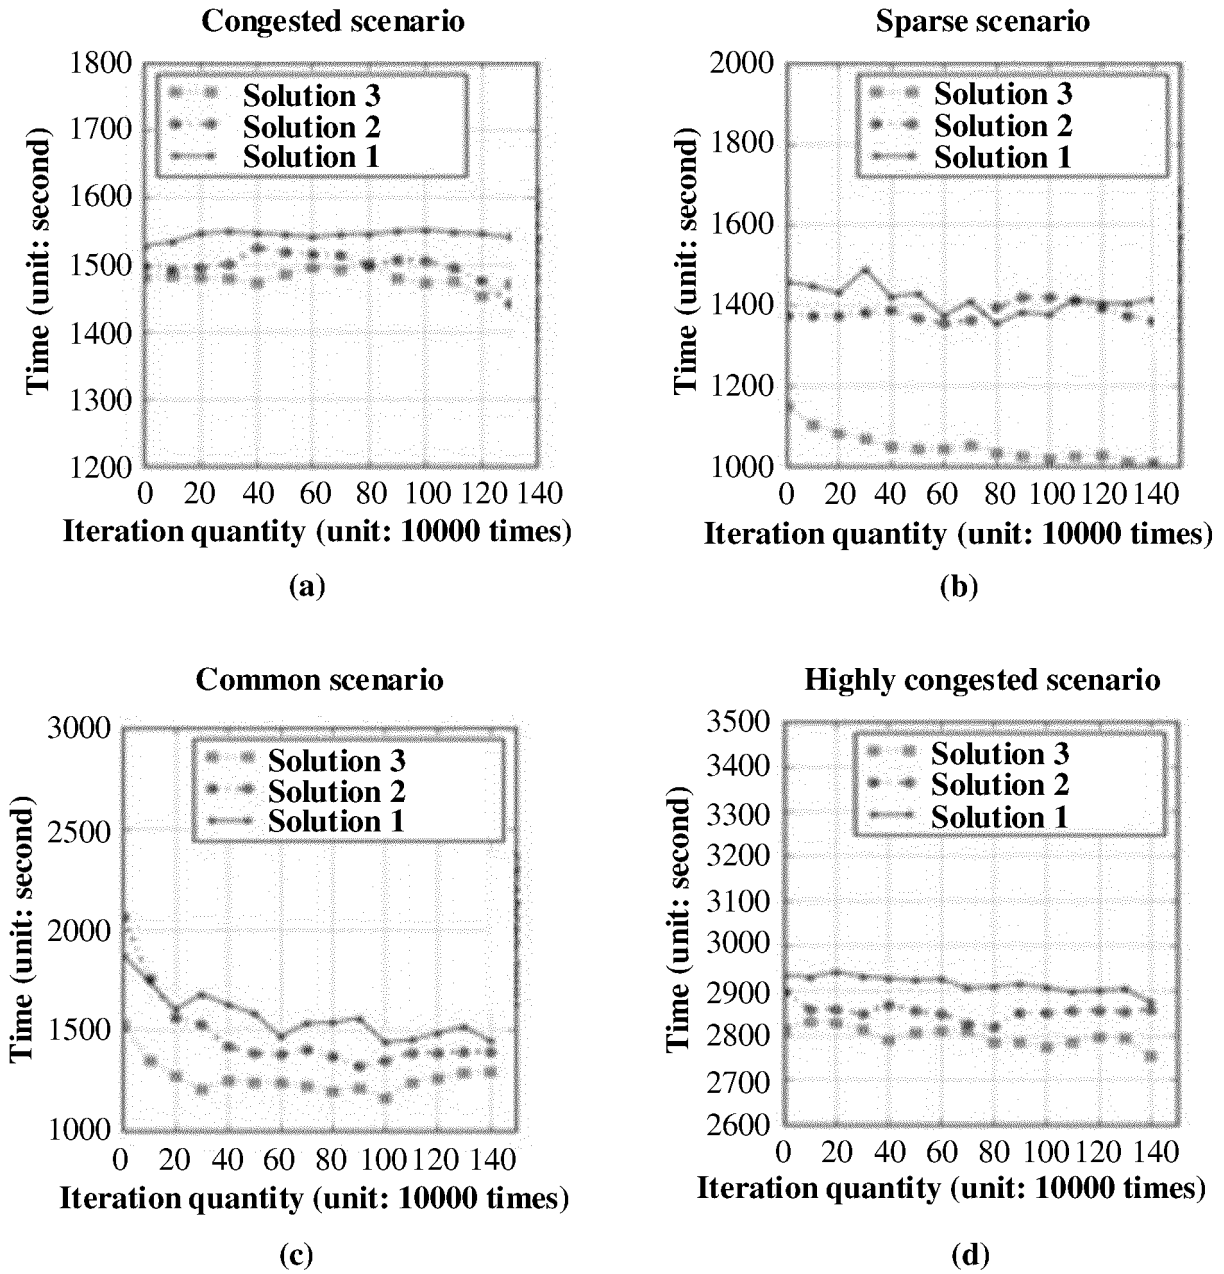 Congested scenario
1800
1700
1600
1500
1400
1300
1200
Time (unit: second)
Solution 3
Solution 2
Solution 1
0 20 40 60 80 100 120 140
Iteration quantity (unit: 10000 times)
(a)
Sparse scenario
2000
1800
1600
1400
1200
1000
Time (unit: second)
Solution 3
Solution 2
Solution 1
0 20 40 60 80 100 120 140
Iteration quantity (unit: 10000 times)
(b)
Common scenario
3000
2500
2000
1500
1000
Time (unit: second)
Solution 3
Solution 2
Solution 1
0 20 40 60 80 100 120 140
Iteration quantity (unit: 10000 times)
(c)
Highly congested scenario
3500
3400
3300
3200
3100
3000
2900
2800
2700
2600
Time (unit: second)
Solution 3
Solution 2
Solution 1
0 20 40 60 80 100 120 140
Iteration quantity (unit: 10000 times)
(d)